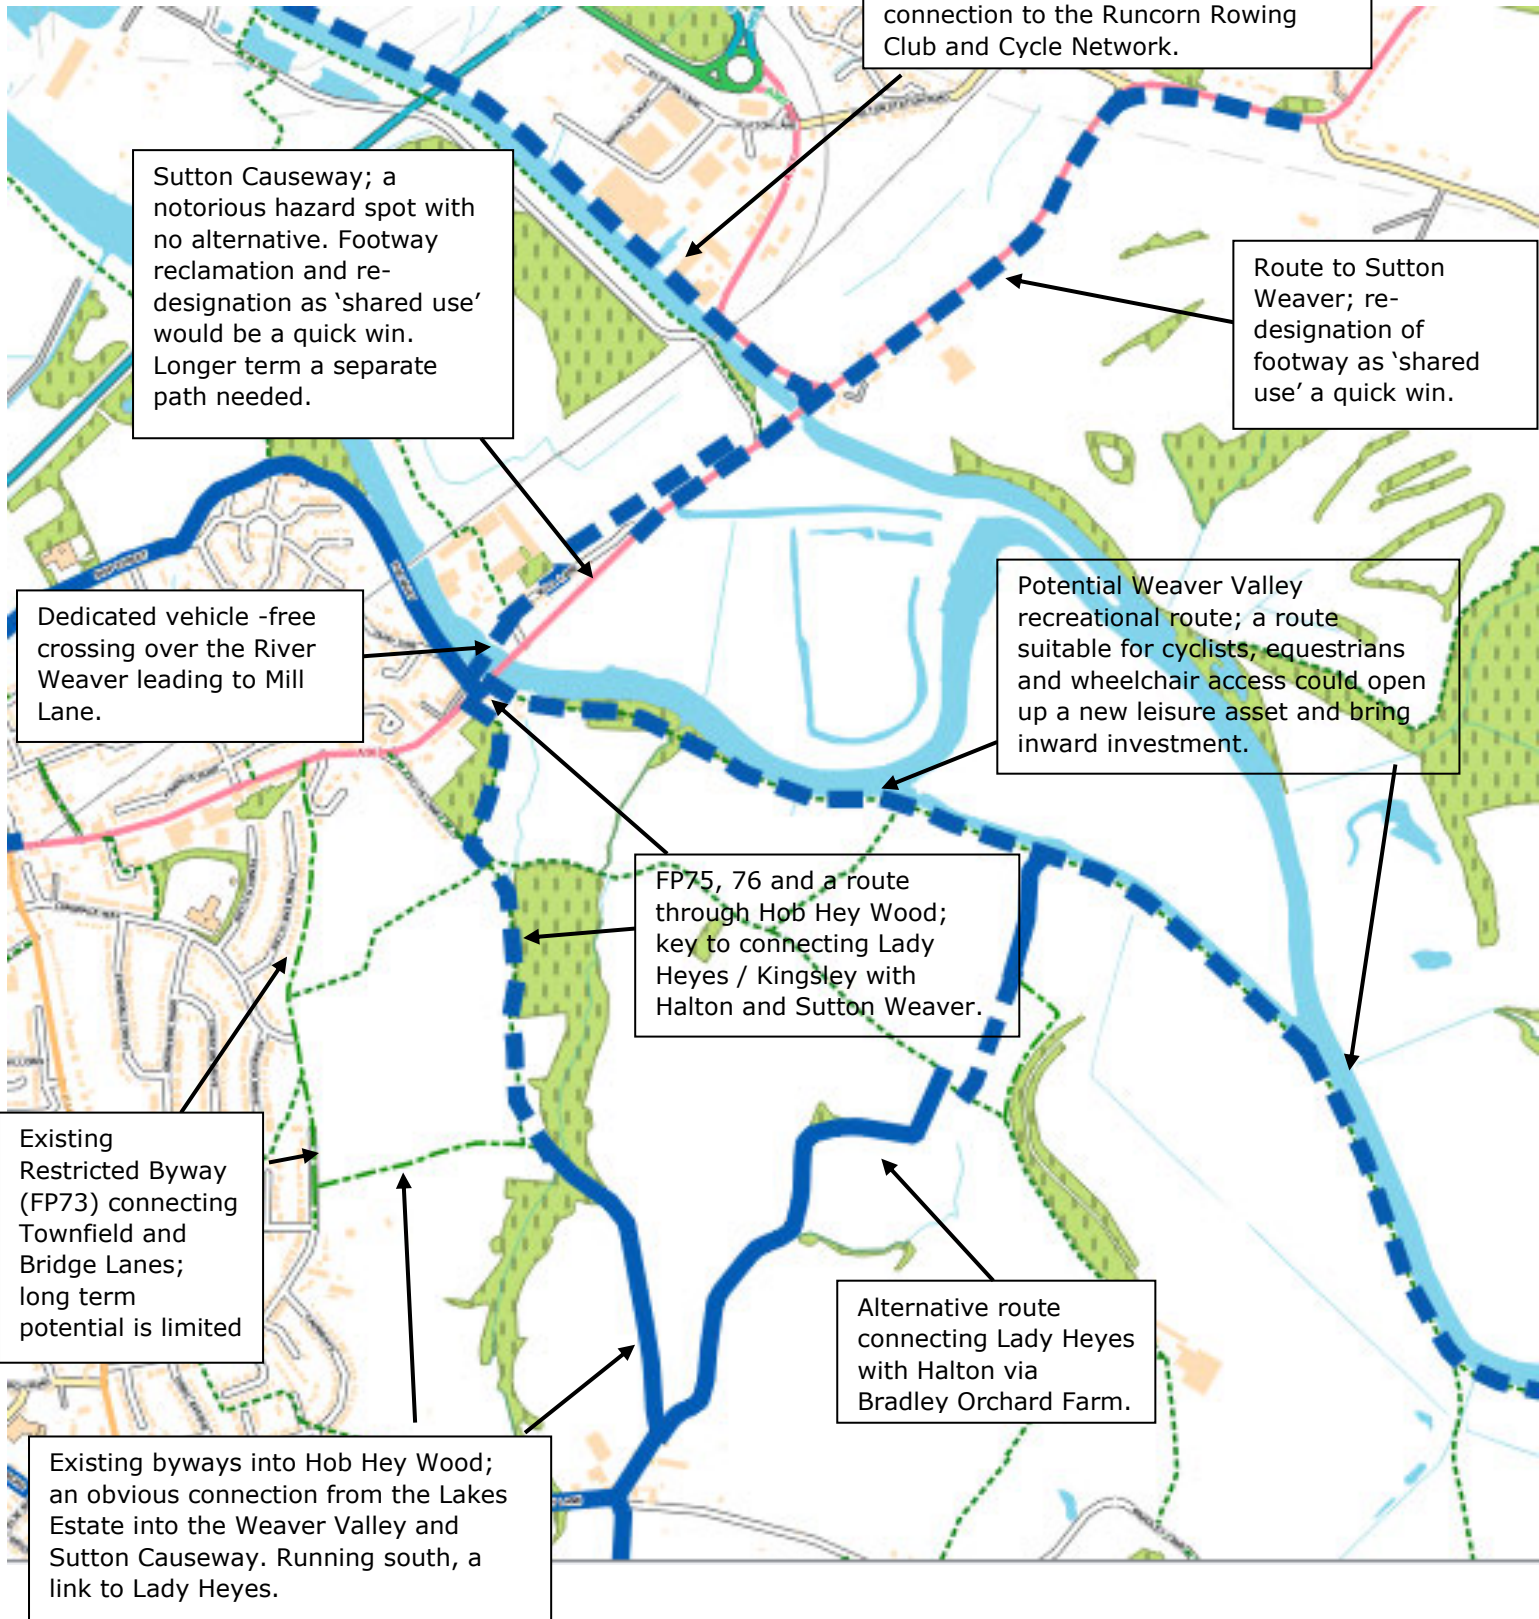 connection to the Runcorn Rowing
Club and Cycle Network.
Sutton Causeway; a
notorious hazard spot with
no alternative. Footway
reclamation and re-
designation as ‘shared use’
would be a quick win.
Longer term a separate
path needed.
Route to Sutton
Weaver; re-
designation of
footway as ‘shared
use’ a quick win.
Dedicated vehicle -free
crossing over the River
Weaver leading to Mill
Lane.
Potential Weaver Valley
recreational route; a route
suitable for cyclists, equestrians
and wheelchair access could open
up a new leisure asset and bring
inward investment.
FP75, 76 and a route
through Hob Hey Wood;
key to connecting Lady
Heyes / Kingsley with
Halton and Sutton Weaver.
Existing
Restricted Byway
(FP73) connecting
Townfield and
Bridge Lanes;
long term
potential is limited
Alternative route
connecting Lady Heyes
with Halton via
Bradley Orchard Farm.
Existing byways into Hob Hey Wood;
an obvious connection from the Lakes
Estate into the Weaver Valley and
Sutton Causeway. Running south, a
link to Lady Heyes.